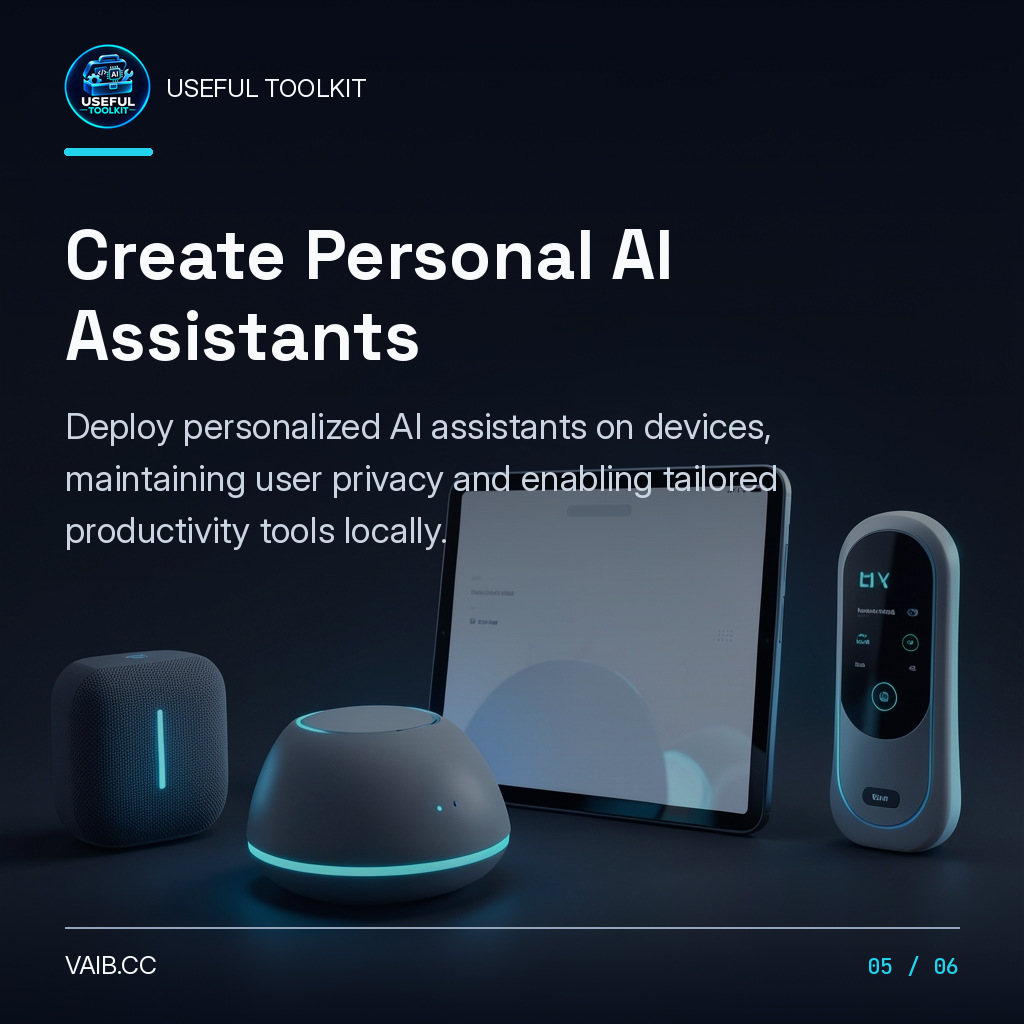 AI
USEFUL
TOOLKIT
USEFUL TOOLKIT
Create Personal AI
Assistants
Deploy personalized AI assistants on devices,
maintaining user privacy and enabling tailored
productivity tools locally.
VAIB.CC
05 / 06